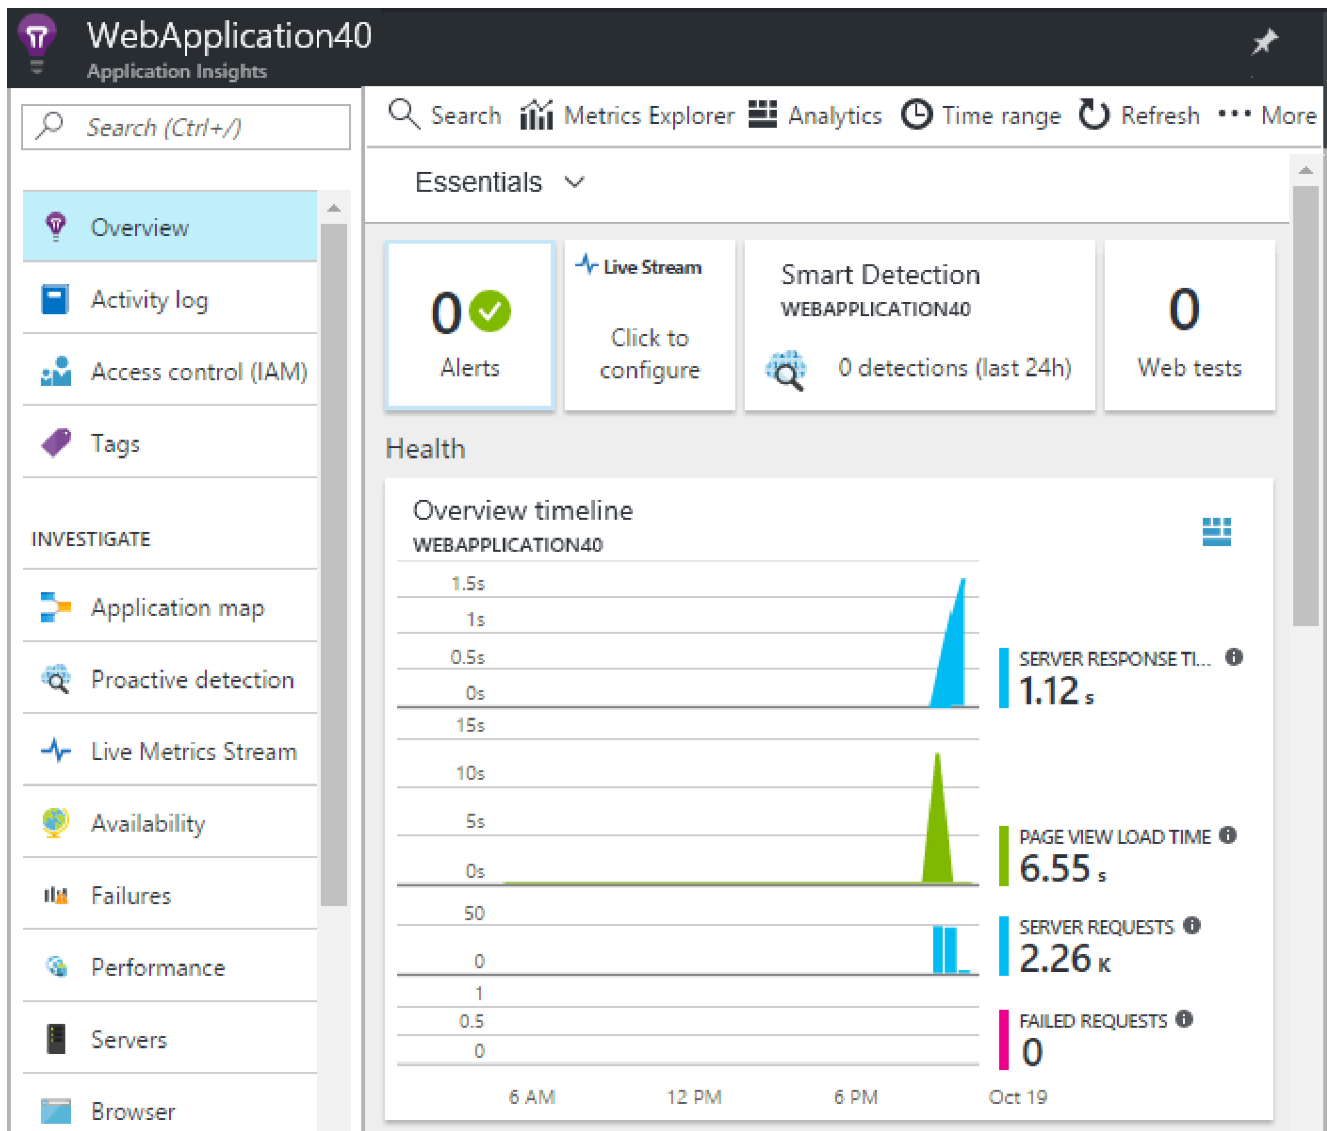 WebApplication40
Application Insights
Search (Ctrl+/)
Overview
Activity log
Access control (IAM)
Tags
INVESTIGATE
Application map
Proactive detection
Live Metrics Stream
Availability
Failures
Performance
Servers
Browser
Search Metrics Explorer Analytics Time range Refresh ••• More
Essentials
0
Alerts
Live Stream
Click to
configure
Smart Detection
WEBAPPLICATION40
0 detections (last 24h)
0
Web tests
Health
Overview timeline
WEBAPPLICATION40
1.5s
1s
0.5s
0s
SERVER RESPONSE TI...
1.12 s
15s
10s
5s
0s
PAGE VIEW LOAD TIME
6.55 s
50
0
SERVER REQUESTS
2.26 K
1
0.5
0
FAILED REQUESTS
0
6 AM 12 PM 6 PM Oct 19